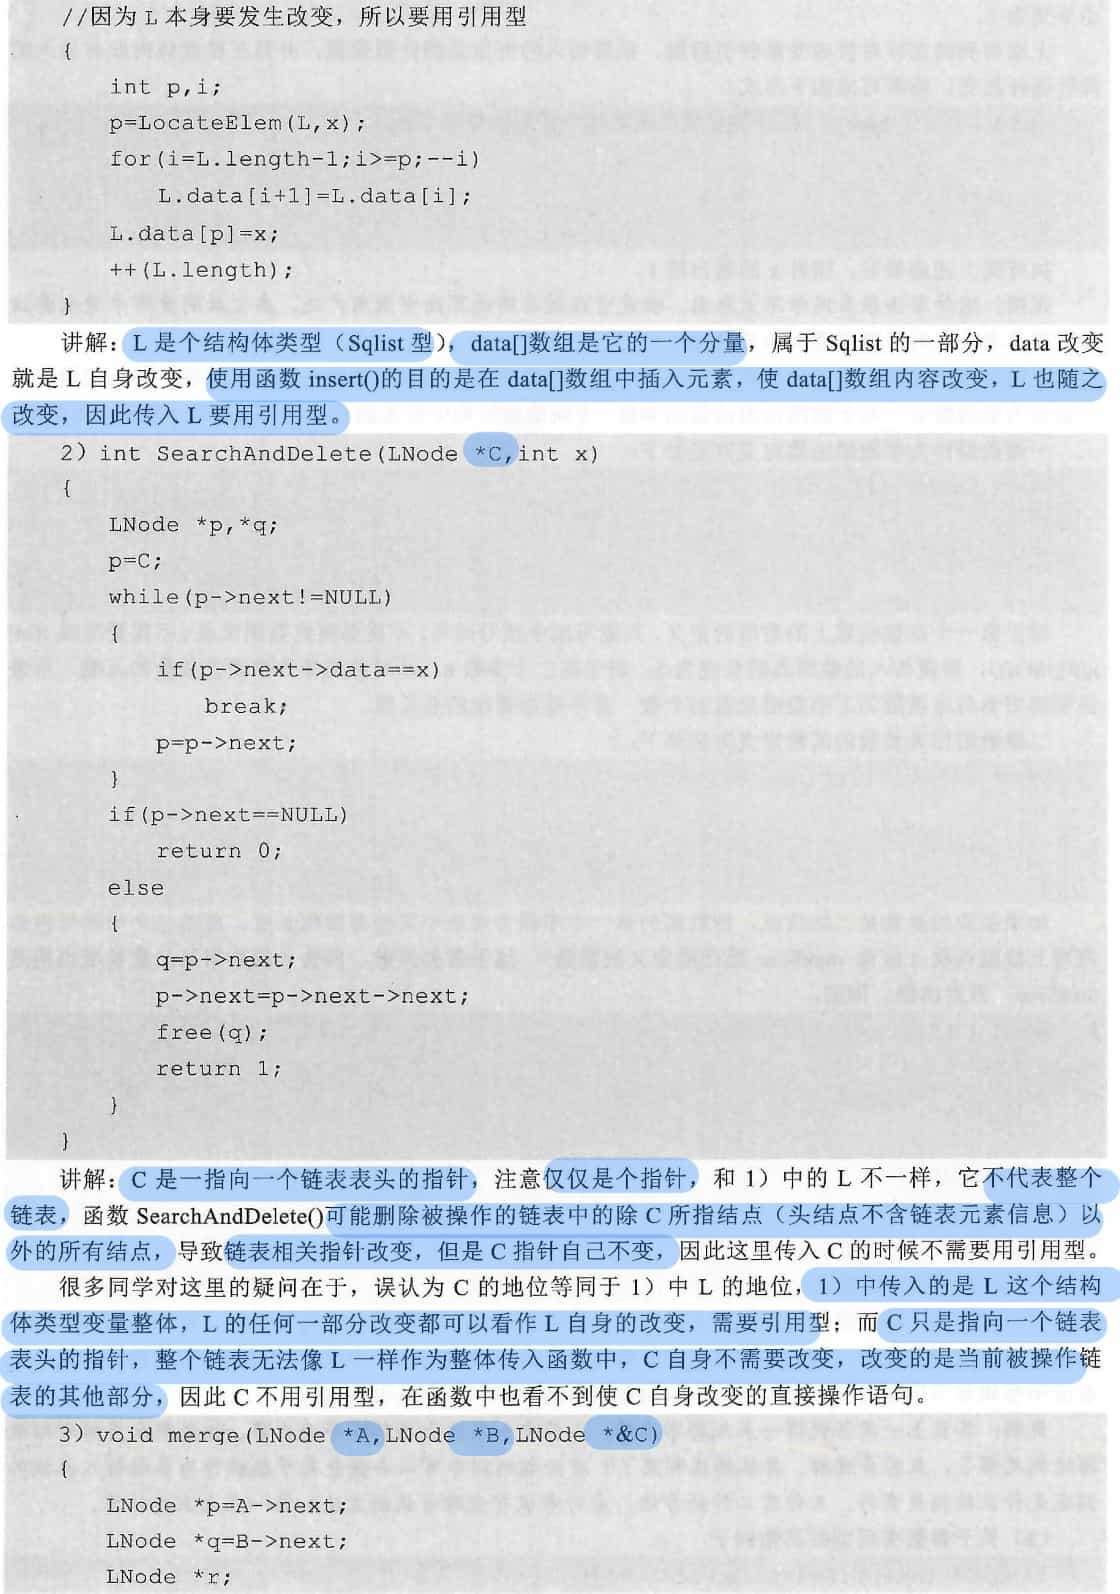 //因为 L 本身要发生改变，所以要用引用型
{
int p,i;
p=LocateElem(L,x);
for(i=L.length-1;i>=p;--i)
L.data[i+1]=L.data[i];
L.data[p]=x;
++(L.length);
}
讲解：L 是个结构体类型（Sqlist 型），data[]数组是它的一个分量，属于 Sqlist 的一部分，data 改变
就是 L 自身改变，使用函数 insert()的目的是在 data[]数组中插入元素，使 data[]数组内容改变，L 也随之
改变，因此传入 L 要用引用型。
2）int SearchAndDelete(LNode *C,int x)
{
LNode *p,*q;
p=C;
while(p->next!=NULL)
{
if(p->next->data==x)
break;
p=p->next;
}
if(p->next==NULL)
return 0;
else
{
q=p->next;
p->next=p->next->next;
free(q);
return 1;
}
}
讲解：C 是一指向一个链表表头的指针，注意仅仅是个指针，和 1）中的 L 不一样，它不代表整个
链表，函数 SearchAndDelete()可能删除被操作的链表中的除 C 所指结点（头结点不含链表元素信息）以
外的所有结点，导致链表相关指针改变，但是 C 指针自己不变，因此这里传入 C 的时候不需要用引用型。
很多同学对这里的疑问在于，误认为 C 的地位等同于 1）中 L 的地位，1）中传入的是 L 这个结构
体类型变量整体，L 的任何一部分改变都可以看作 L 自身的改变，需要引用型；而 C 只是指向一个链表
表头的指针，整个链表无法像 L 一样作为整体传入函数中，C 自身不需要改变，改变的是当前被操作链
表的其他部分，因此 C 不用引用型，在函数中也看不到使 C 自身改变的直接操作语句。
3）void merge(LNode *A,LNode *B,LNode *&C)
{
LNode *p=A->next;
LNode *q=B->next;
LNode *r;